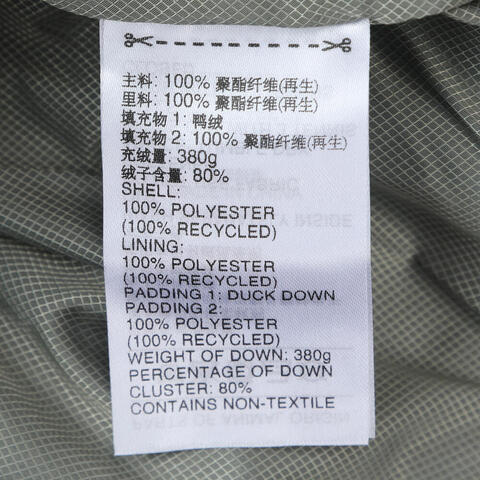 主料: 100% 聚酯纤维(再生)
里料: 100% 聚酯纤维(再生)
填充物 1: 鸭绒
填充物 2: 100% 聚酯纤维(再生)
充绒量: 380g
绒子含量: 80%
SHELL:
100% POLYESTER
(100% RECYCLED)
LINING:
100% POLYESTER
(100% RECYCLED)
PADDING 1: DUCK DOWN
PADDING 2:
100% POLYESTER
(100% RECYCLED)
WEIGHT OF DOWN: 380g
PERCENTAGE OF DOWN
CLUSTER: 80%
CONTAINS NON-TEXTILE
PARTS OF ANIMAL ORIGIN